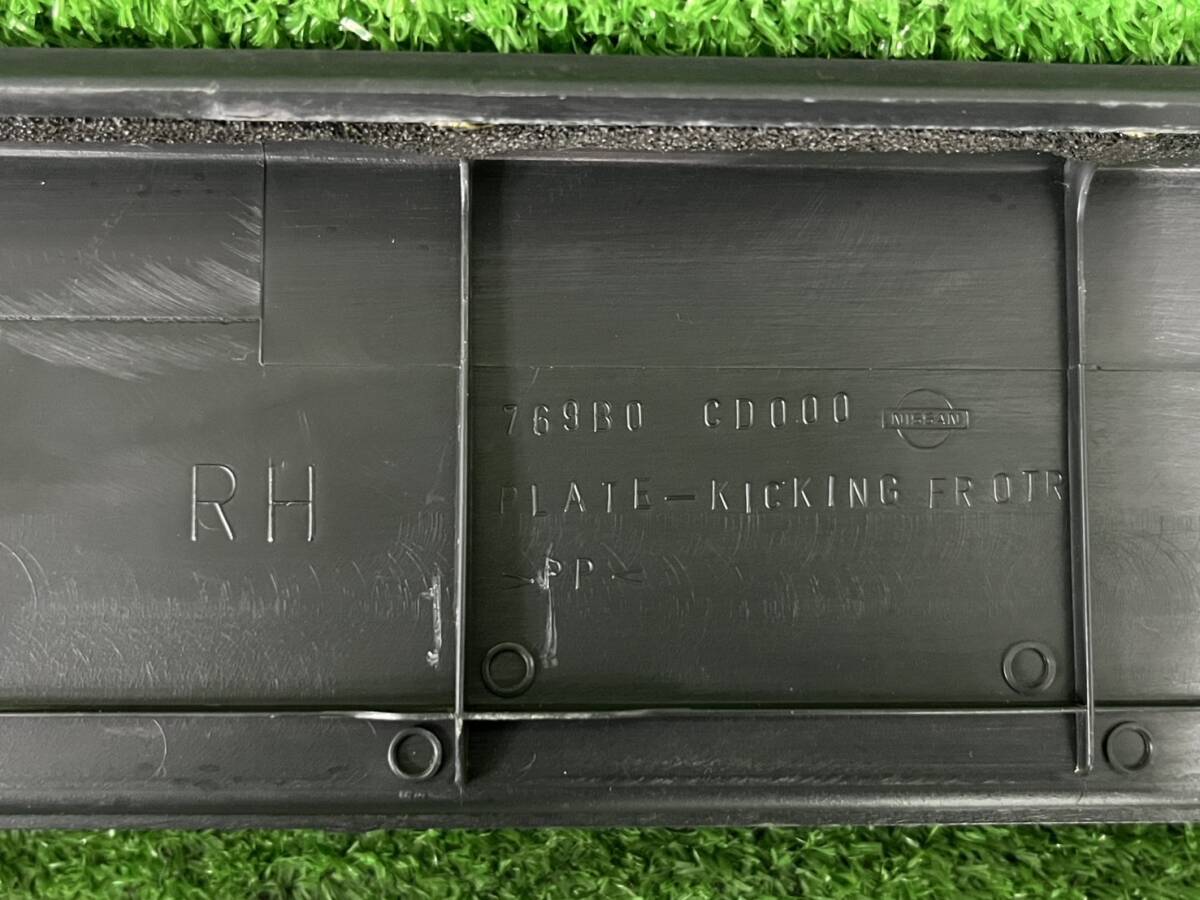 769B0 CD000 NISSAN
RH
PLATE-KICKING FR OTR
>PP<